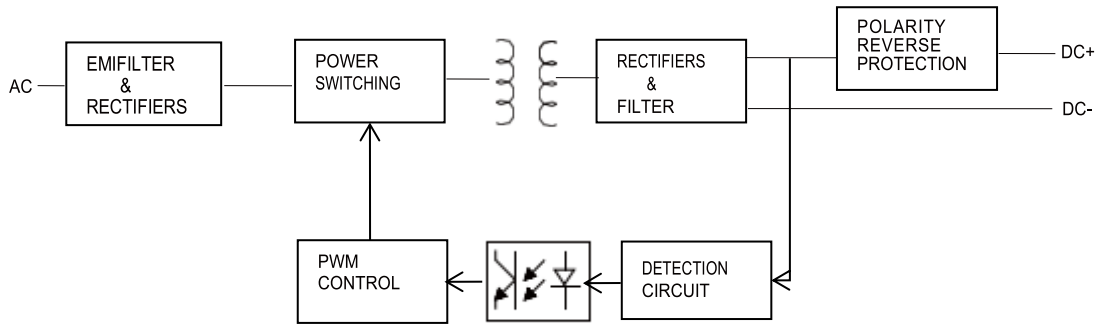 AC
EMIFILTER
&
RECTIFIERS
POWER
SWITCHING
RECTIFIERS
&
FILTER
POLARITY
REVERSE
PROTECTION
DC+
DC-
PWM
CONTROL
DETECTION
CIRCUIT